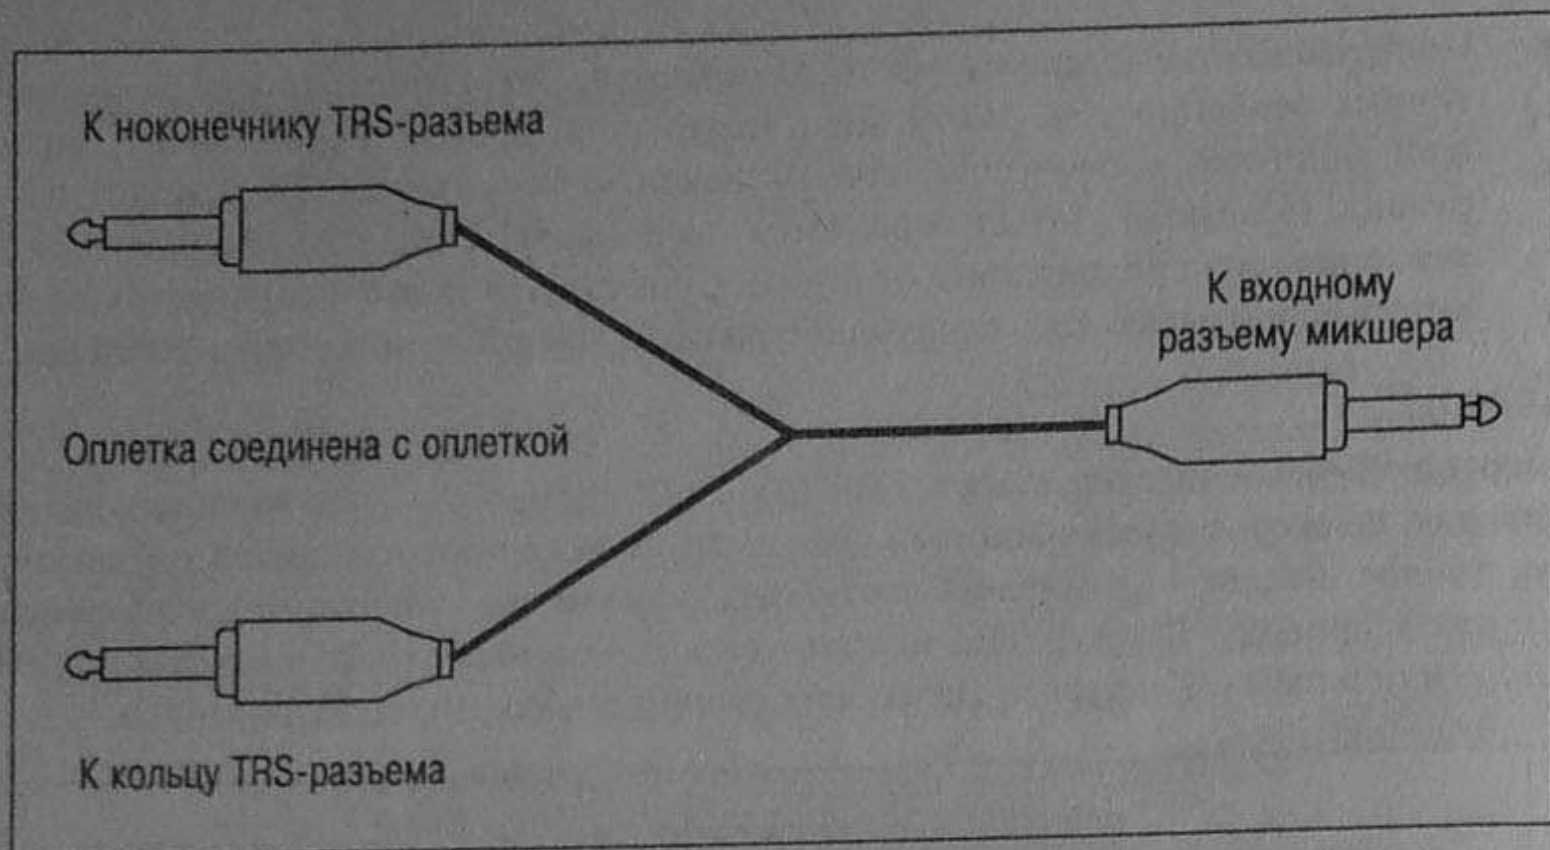 К ноконечнику TRS-разъема
К входному
разъему микшера
Оплетка соединена с оплеткой
К кольцу TRS-разъема